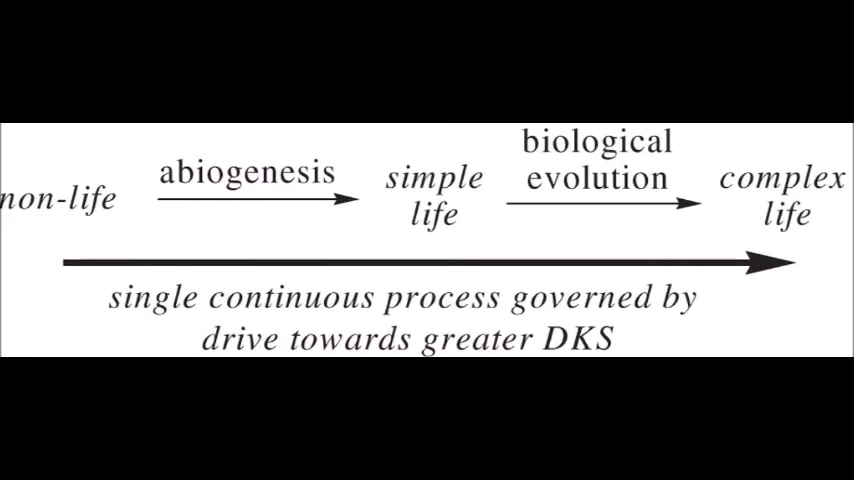 non-life
abiogenesis
simple
life
biological
evolution
complex
life
single continuous process governed by
drive towards greater DKS